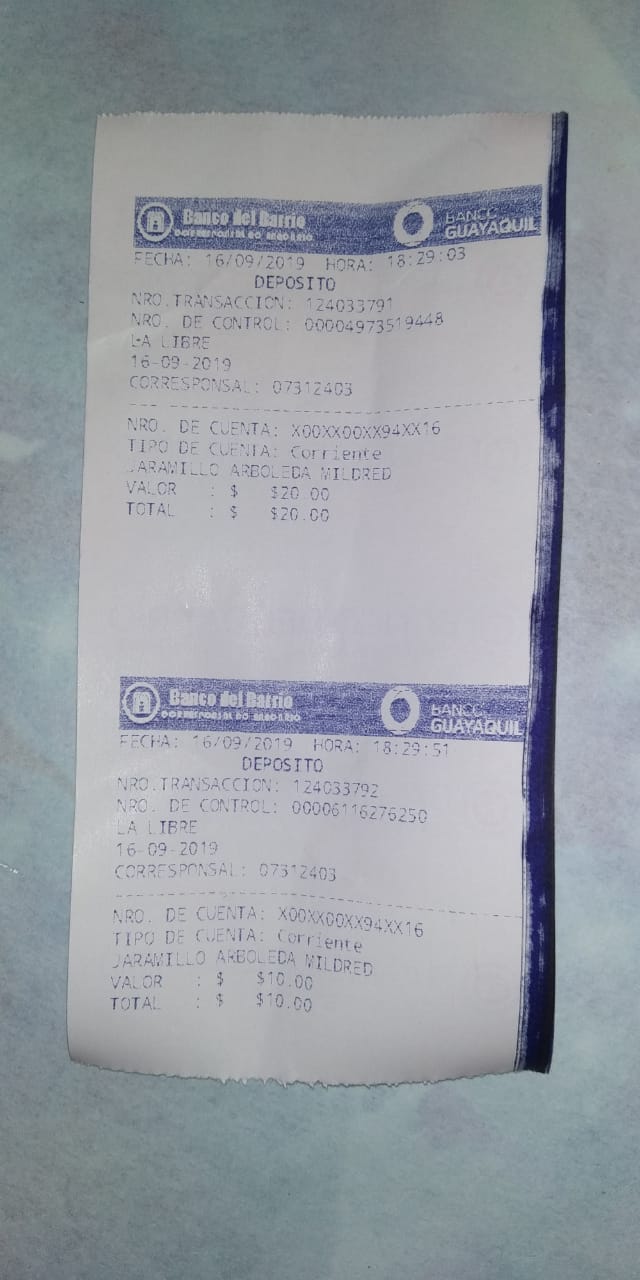 Banco del Barrio
CORRESPONSAL NO BANCARIO
BANCO
GUAYAQUIL
FECHA: 16/09/2019 HORA: 18:29:03
DEPOSITO
NRO.TRANSACCION: 124033791
NRO. DE CONTROL: 00004973519448
LA LIBRE
16-09-2019
CORRESPONSAL: 07312403
NRO. DE CUENTA: X00XX00XX94XX16
TIPO DE CUENTA: Corriente
JARAMILLO ARBOLEDA MILDRED
VALOR : $ $20.00
TOTAL : $ $20.00
Banco del Barrio
CORRESPONSAL NO BANCARIO
BANCO
GUAYAQUIL
FECHA: 16/09/2019 HORA: 18:29:51
DEPOSITO
NRO.TRANSACCION: 124033792
NRO. DE CONTROL: 00006116276250
LA LIBRE
16-09-2019
CORRESPONSAL: 07312403
NRO. DE CUENTA: X00XX00XX94XX16
TIPO DE CUENTA: Corriente
JARAMILLO ARBOLEDA MILDRED
VALOR : $ $10.00
TOTAL : $ $10.00